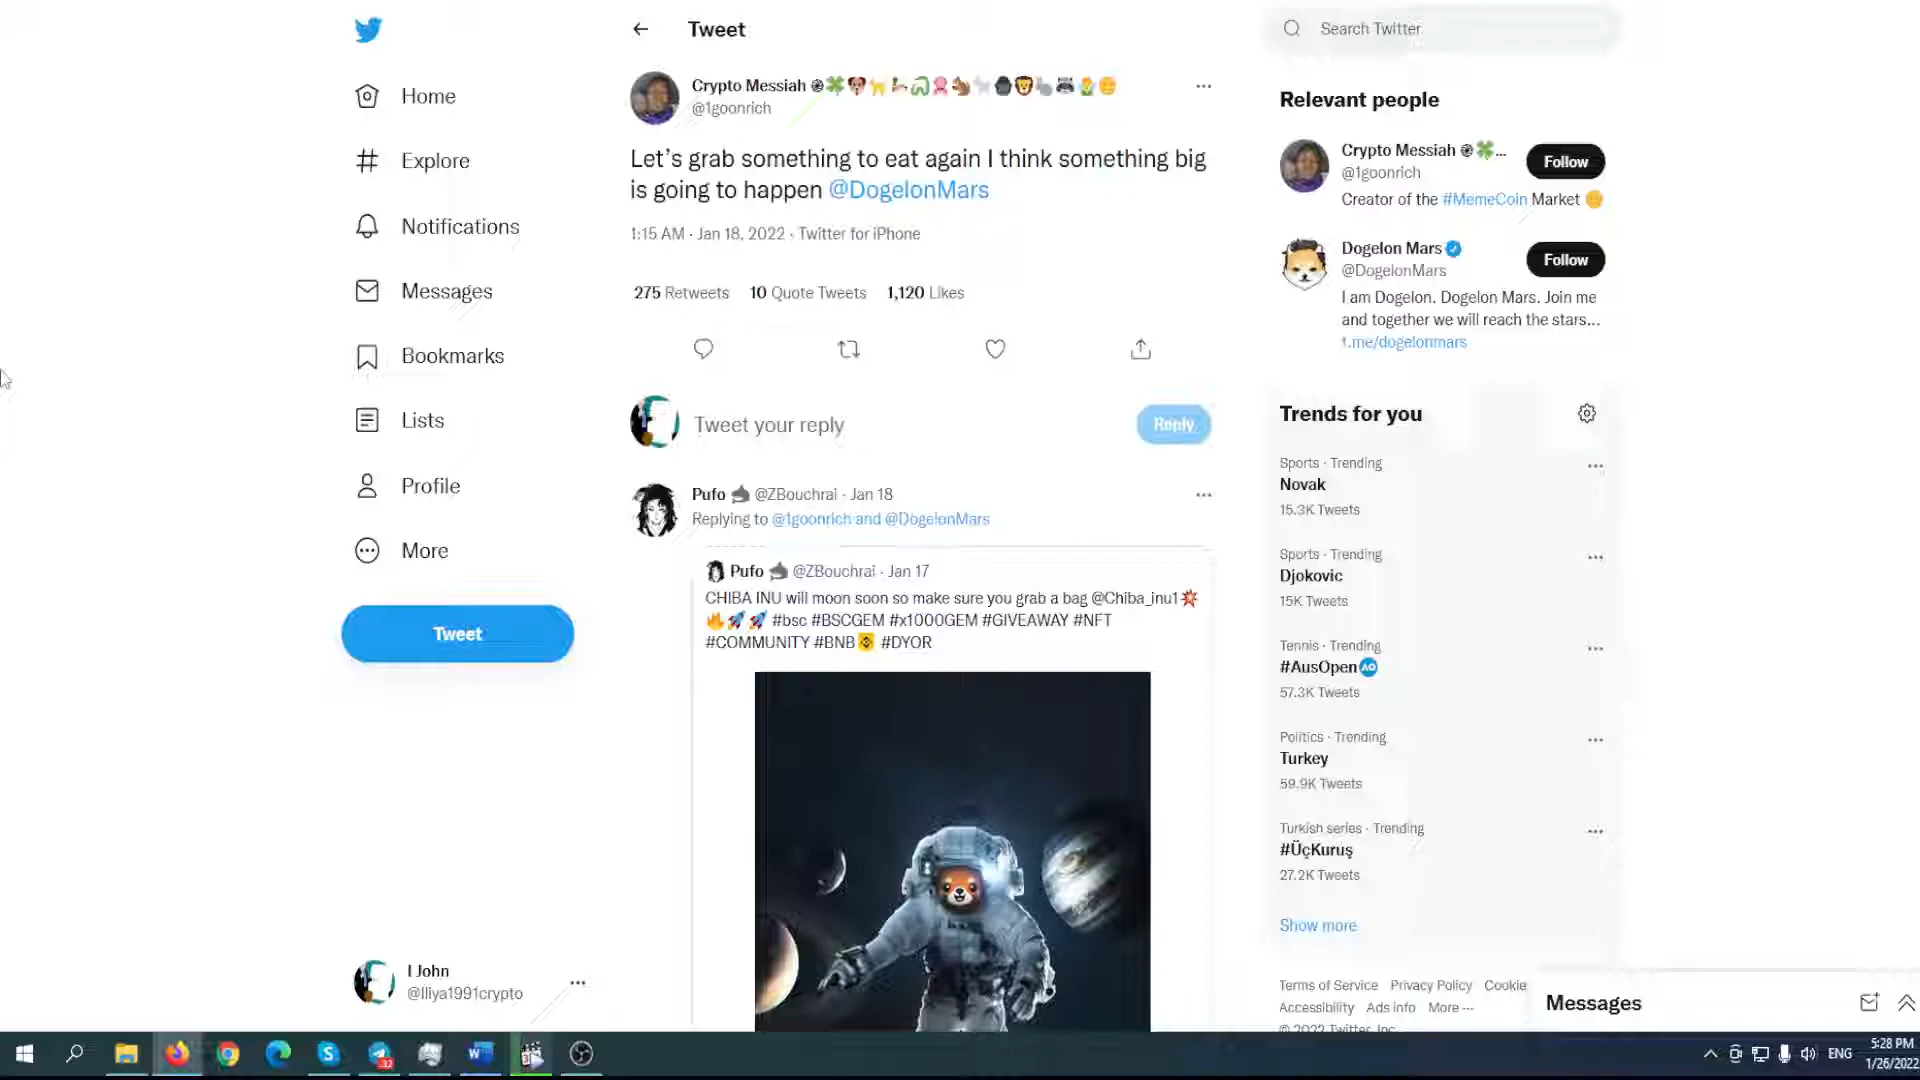 Home
Explore
Notifications
Messages
Bookmarks
Lists
Profile
More
Tweet
I John
@Iliya1991crypto
Tweet
Crypto Messiah
@1goonrich
Let's grab something to eat again I think something big
is going to happen @DogelonMars
1:15 AM · Jan 18, 2022 · Twitter for iPhone
275 Retweets 10 Quote Tweets 1,120 Likes
Tweet your reply
Reply
Pufo @ZBouchrai · Jan 18
Replying to @1goonrich and @DogelonMars
Pufo @ZBouchrai · Jan 17
CHIBA INU will moon soon so make sure you grab a bag @Chiba_inu1
#bsc #BSCGEM #x1000GEM #GIVEAWAY #NFT
#COMMUNITY #BNB #DYOR
Search Twitter
Relevant people
Crypto Messiah ...
@1goonrich
Follow
Creator of the #MemeCoin Market
Dogelon Mars
@DogelonMars
Follow
I am Dogelon. Dogelon Mars. Join me
and together we will reach the stars...
t.me/dogelonmars
Trends for you
Sports · Trending
Novak
15.3K Tweets
Sports · Trending
Djokovic
15K Tweets
Tennis · Trending
#AusOpen
57.3K Tweets
Politics · Trending
Turkey
59.9K Tweets
Turkish series · Trending
#ÜçKuruş
27.2K Tweets
Show more
Terms of Service Privacy Policy Cookie
Accessibility Ads info More ...
© 2022 Twitter, Inc.
Messages
ENG
5:28 PM
1/26/2022